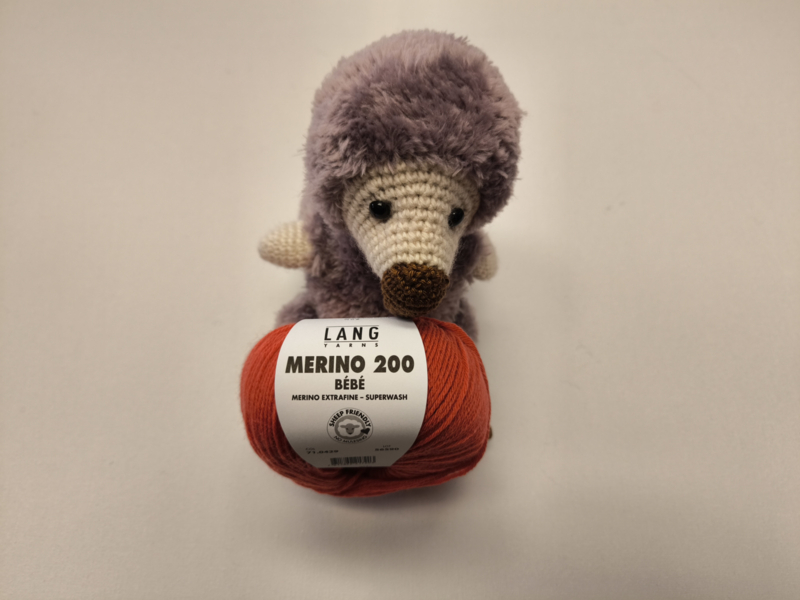 LANG
YARNS
MERINO 200
BÉBÉ
MERINO EXTRAFINE – SUPERWASH
SHEEP FRIENDLY